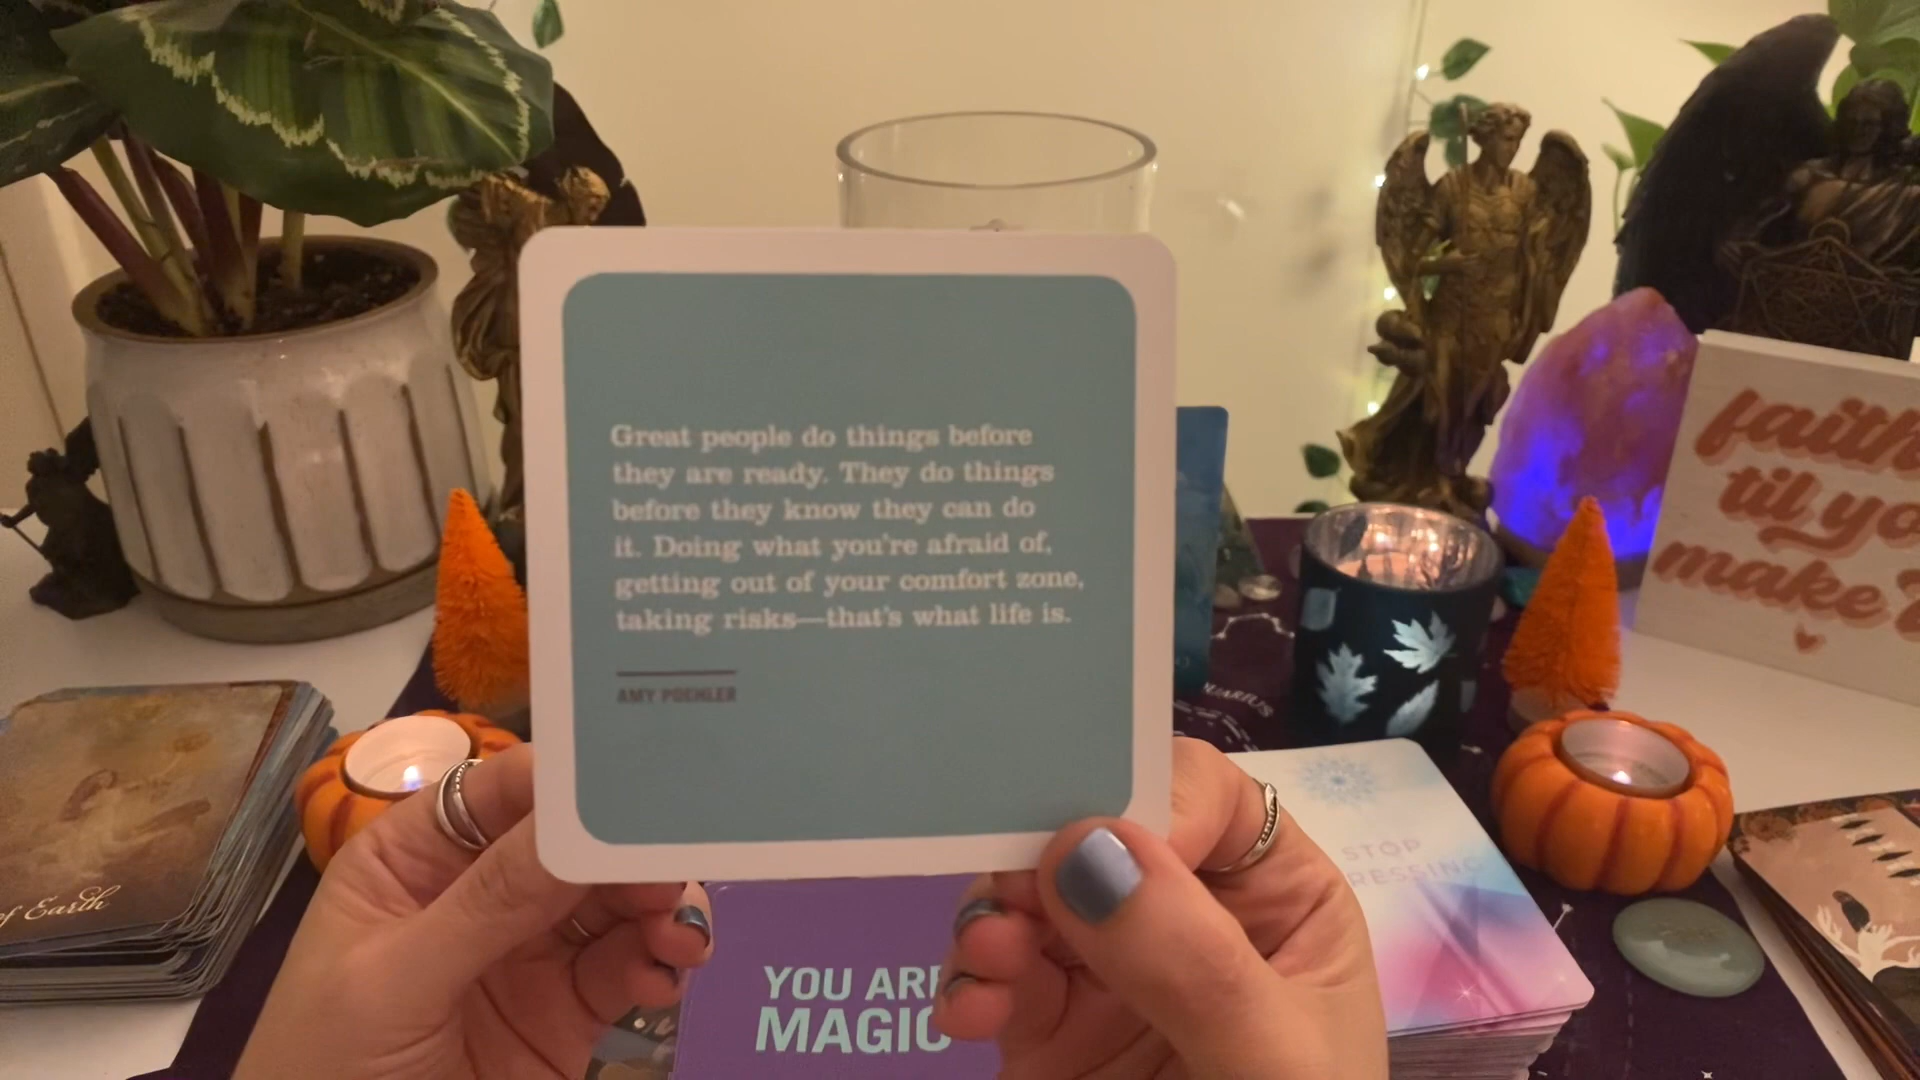 Great people do things before
they are ready. They do things
before they know they can do
it. Doing what you're afraid of,
getting out of your comfort zone,
taking risks—that's what life is.
AMY POEHLER
faith
til yo
make
of Earth
STOP
RESSING
YOU ARE
MAGIC